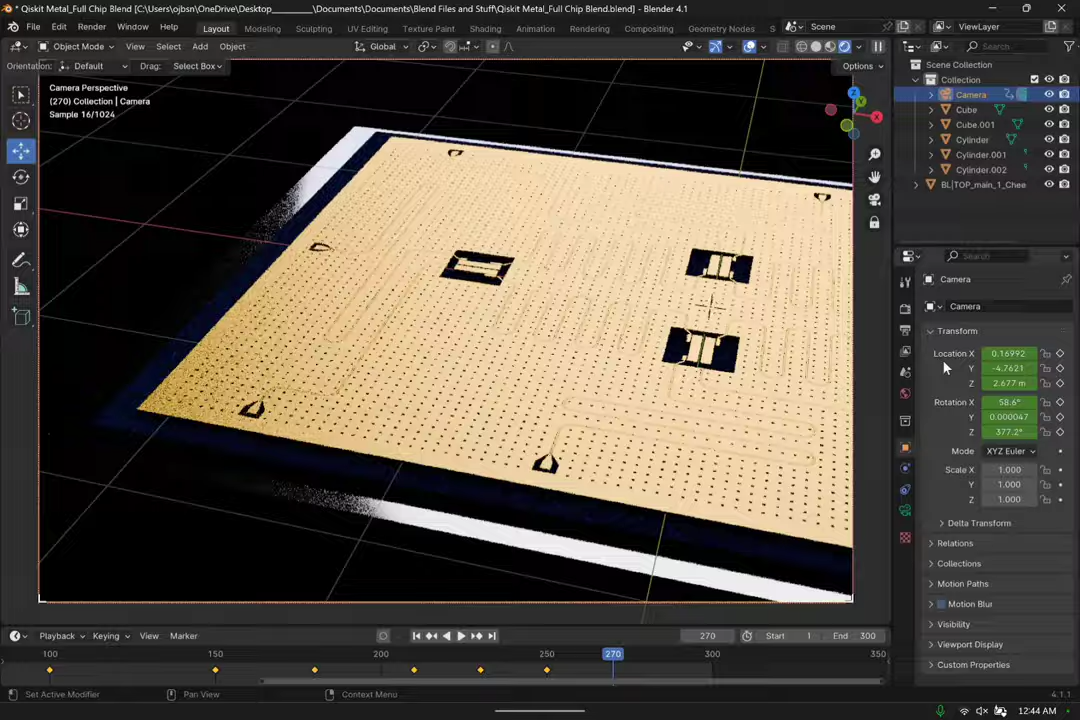 * Qiskit Metal_Full Chip Blend [C:\Users\ojbsn\OneDrive\Desktop_________\Documents\Documents\Blend Files and Stuff\Qiskit Metal_Full Chip Blend.blend] - Blender 4.1
File Edit Render Window Help Layout Modeling Sculpting UV Editing Texture Paint Shading Animation Rendering Compositing Geometry Nodes S Scene ViewLayer
Object Mode View Select Add Object Global Search
Orientation: Default Drag: Select Box Options
Scene Collection
Collection
Camera
Cube
Cube.001
Cylinder
Cylinder.001
Cylinder.002
BL|TOP_main_1_Chee
Camera Perspective
(270) Collection | Camera
Sample 16/1024
Z
Y
X
Search
Camera
Camera
Transform
Location X 0.16992
Y -4.7621
Z 2.677 m
Rotation X 58.6°
Y 0.000047
Z 377.2°
Mode XYZ Euler
Scale X 1.000
Y 1.000
Z 1.000
Delta Transform
Relations
Collections
Motion Paths
Motion Blur
Visibility
Viewport Display
Custom Properties
Playback Keying View Marker 270 Start 1 End 300
100 150 200 250 270 300 350
Set Active Modifier Pan View Context Menu 4.1.1
12:44 AM